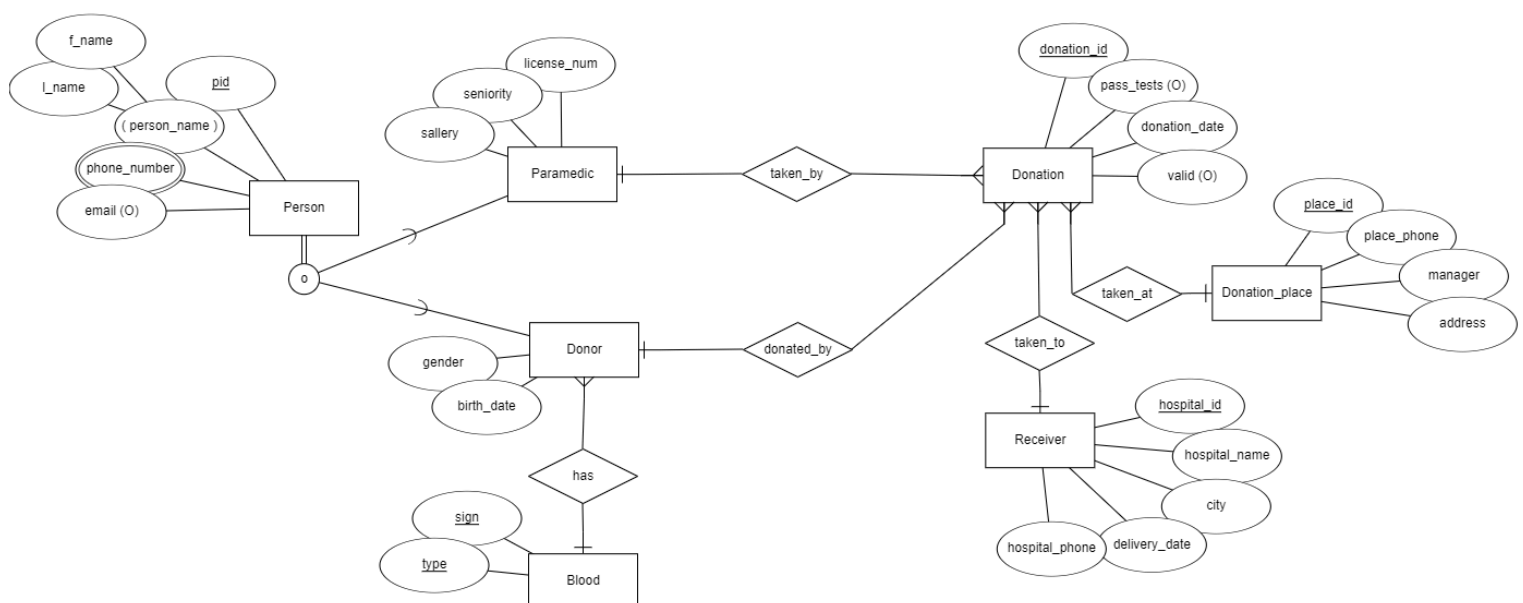 f_name
l_name
pid
( person_name )
phone_number
email (O)
Person
o
license_num
seniority
sallery
Paramedic
taken_by
donation_id
pass_tests (O)
donation_date
valid (O)
Donation
place_id
place_phone
manager
address
Donation_place
taken_at
Donor
gender
birth_date
donated_by
taken_to
has
sign
type
Blood
Receiver
hospital_id
hospital_name
city
delivery_date
hospital_phone